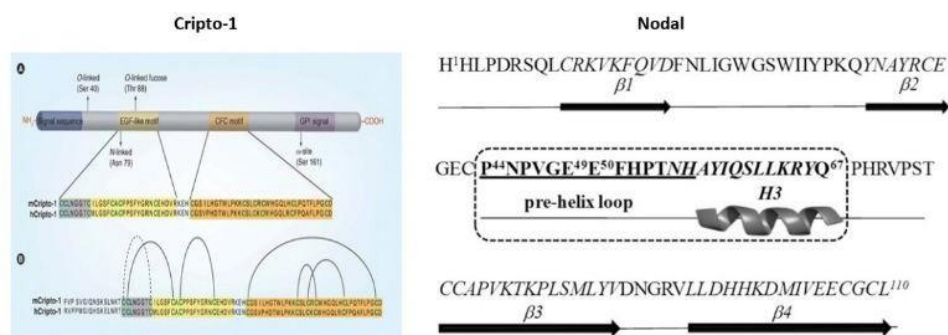 Cripto-1
A
O-linked
(Ser 40)
O-linked fucose
(Thr 88)
NH₂
Signal sequence
EGF-like motif
CFC motif
GPI signal
COOH
N-linked
(Asn 79)
ω-site
(Ser 161)
mCripto-1
hCripto-1
B
mCripto-1
hCripto-1
Nodal
H¹HLPDRSQLCRKVKFQVDFNLIGWGSWIIYPKQYNAYRCE
β1 β2
GEC P⁴⁴NPVGE⁴⁹E⁵⁰FHPTNHAYIQSLLKRYQ⁶⁷ PHRVPST
pre-helix loop H3
CCAPVKTKPLSMLYVDNGRVLLDHHKDMIVEECGCL¹¹⁰
β3 β4